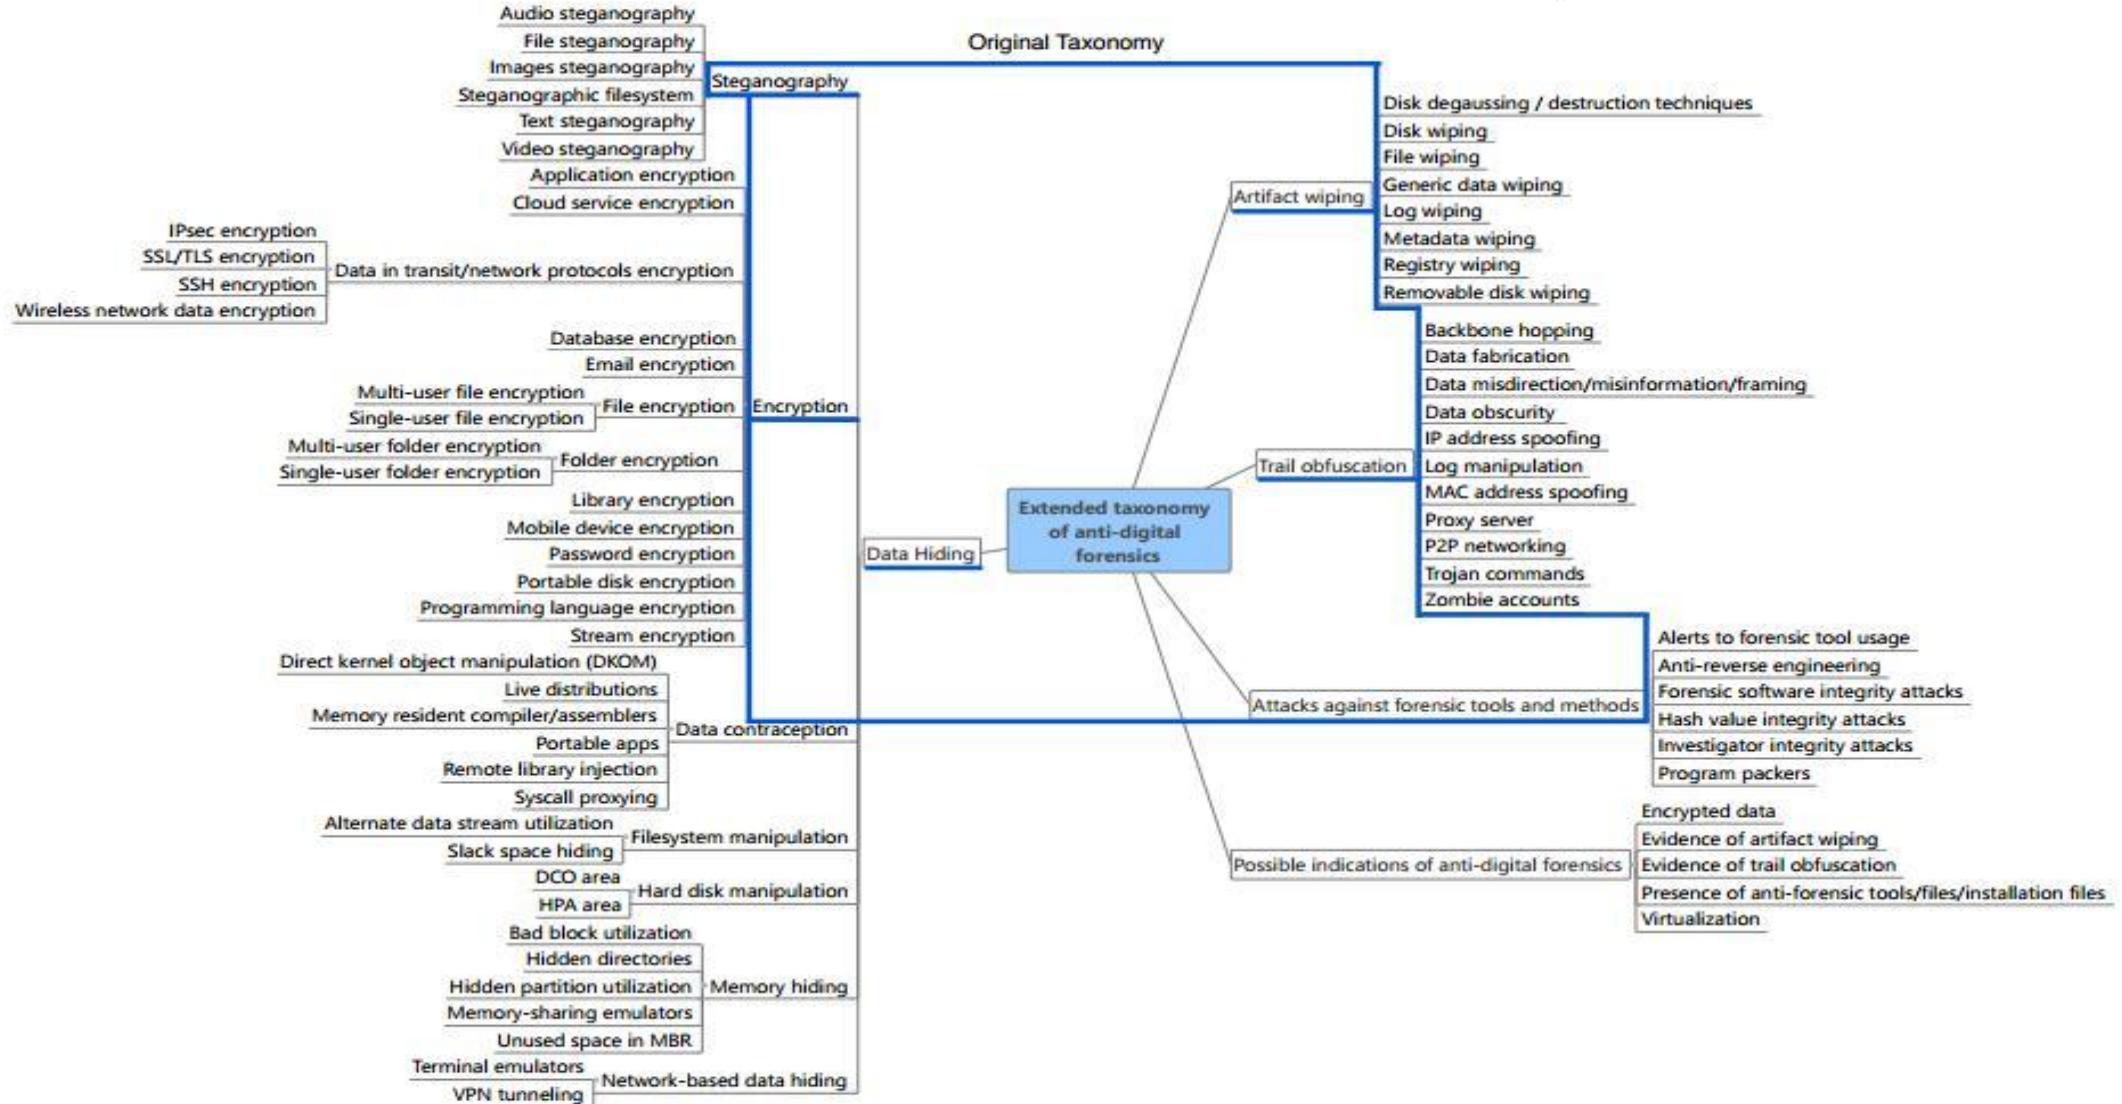 Original Taxonomy
Audio steganography
File steganography
Images steganography
Steganographic filesystem
Text steganography
Video steganography
Steganography
Application encryption
Cloud service encryption
IPsec encryption
SSL/TLS encryption
SSH encryption
Wireless network data encryption
Data in transit/network protocols encryption
Database encryption
Email encryption
Multi-user file encryption
Single-user file encryption
File encryption
Encryption
Multi-user folder encryption
Single-user folder encryption
Folder encryption
Library encryption
Mobile device encryption
Password encryption
Portable disk encryption
Programming language encryption
Stream encryption
Direct kernel object manipulation (DKOM)
Live distributions
Memory resident compiler/assemblers
Portable apps
Remote library injection
Syscall proxying
Data contraception
Alternate data stream utilization
Slack space hiding
Filesystem manipulation
DCO area
HPA area
Hard disk manipulation
Bad block utilization
Hidden directories
Hidden partition utilization
Memory-sharing emulators
Unused space in MBR
Memory hiding
Terminal emulators
VPN tunneling
Network-based data hiding
Data Hiding
Extended taxonomy
of anti-digital
forensics
Artifact wiping
Disk degaussing / destruction techniques
Disk wiping
File wiping
Generic data wiping
Log wiping
Metadata wiping
Registry wiping
Removable disk wiping
Trail obfuscation
Backbone hopping
Data fabrication
Data misdirection/misinformation/framing
Data obscurity
IP address spoofing
Log manipulation
MAC address spoofing
Proxy server
P2P networking
Trojan commands
Zombie accounts
Attacks against forensic tools and methods
Alerts to forensic tool usage
Anti-reverse engineering
Forensic software integrity attacks
Hash value integrity attacks
Investigator integrity attacks
Program packers
Possible indications of anti-digital forensics
Encrypted data
Evidence of artifact wiping
Evidence of trail obfuscation
Presence of anti-forensic tools/files/installation files
Virtualization